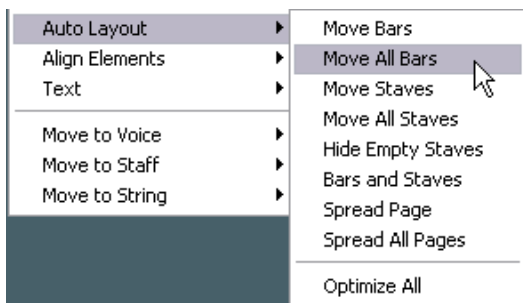 Auto Layout
Align Elements
Text
Move to Voice
Move to Staff
Move to String
Move Bars
Move All Bars
Move Staves
Move All Staves
Hide Empty Staves
Bars and Staves
Spread Page
Spread All Pages
Optimize All